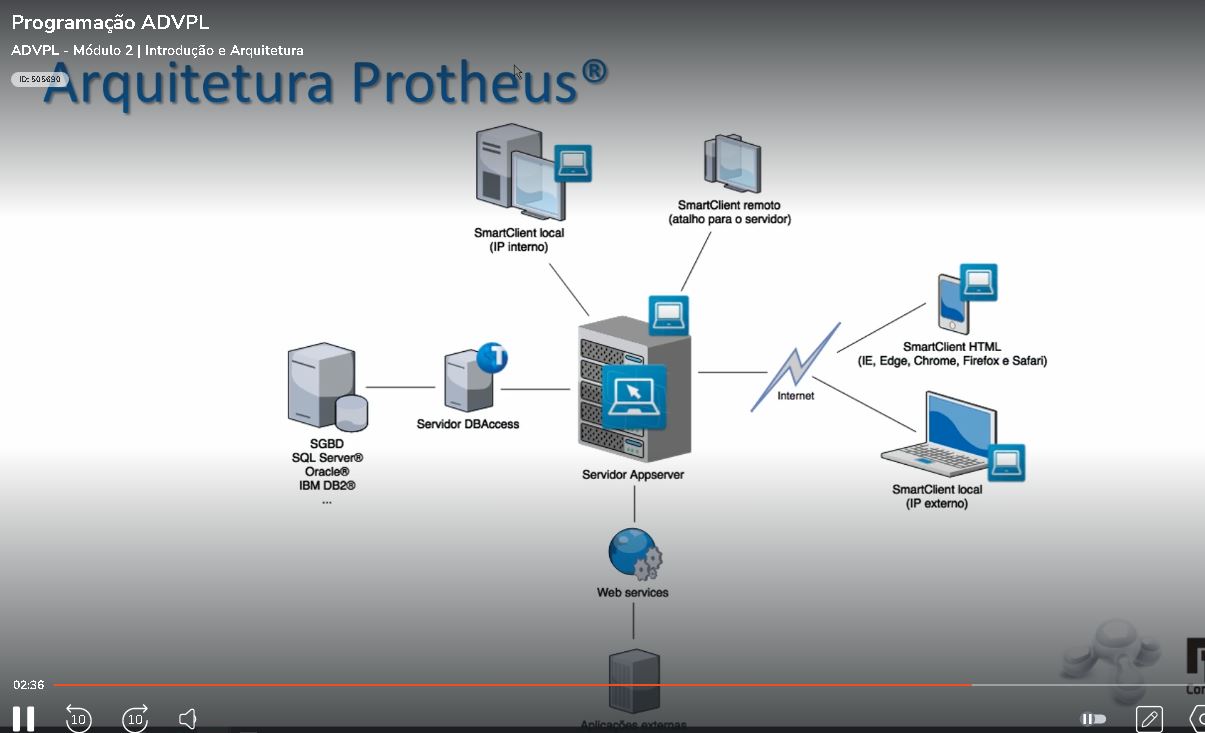 Programação ADVPL
ADVPL - Módulo 2 | Introdução e Arquitetura
ID: 505690
Arquitetura Protheus®
SmartClient local
(IP interno)
SmartClient remoto
(atalho para o servidor)
SmartClient HTML
(IE, Edge, Chrome, Firefox e Safari)
Internet
Servidor DBAccess
SGBD
SQL Server®
Oracle®
IBM DB2®
...
Servidor Appserver
SmartClient local
(IP externo)
Web services
Aplicações externas
02:36
10
10